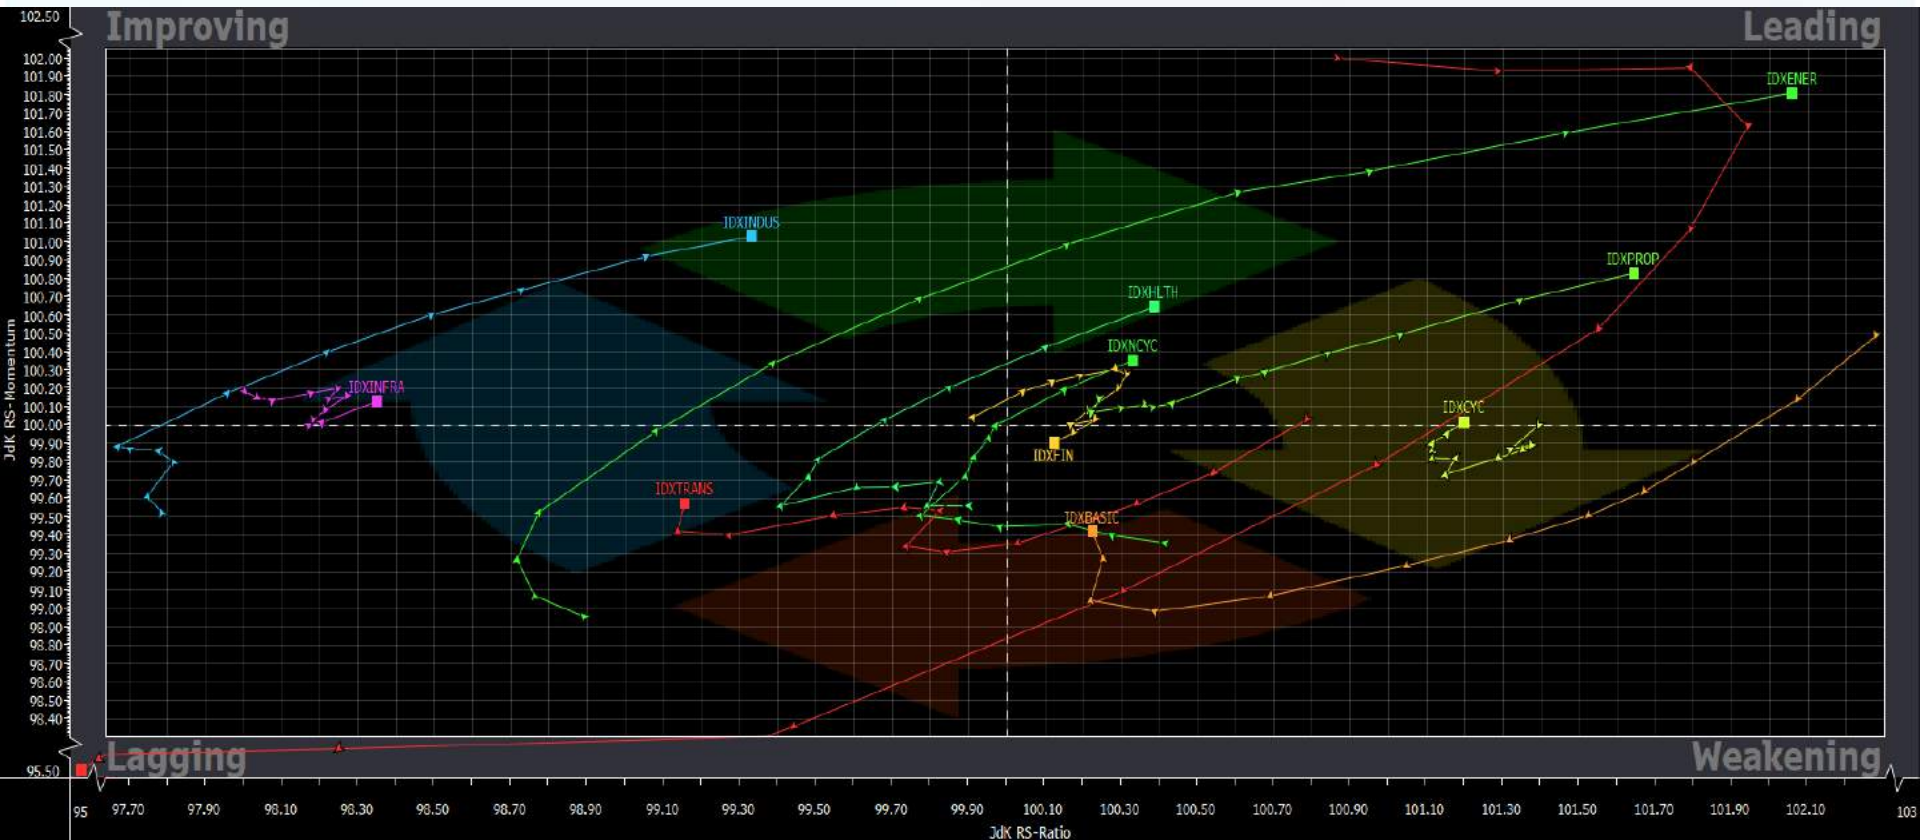 Improving
Leading
102.50
102.00
101.90
101.80
101.70
101.60
101.50
101.40
101.30
101.20
101.10
101.00
100.90
100.80
100.70
100.60
100.50
100.40
100.30
100.20
100.10
100.00
99.90
99.80
99.70
99.60
99.50
99.40
99.30
99.20
99.10
99.00
98.90
98.80
98.70
98.60
98.50
98.40
95.50
JdK RS-Momentum
IDXENER
IDXINDUS
IDXPROP
IDXHLTH
IDXNCYC
IDXINFRA
IDXCYC
IDXFIN
IDXTRANS
IDXBASIC
Lagging
Weakening
95 97.70 97.90 98.10 98.30 98.50 98.70 98.90 99.10 99.30 99.50 99.70 99.90 100.10 100.30 100.50 100.70 100.90 101.10 101.30 101.50 101.70 101.90 102.10 103
JdK RS-Ratio